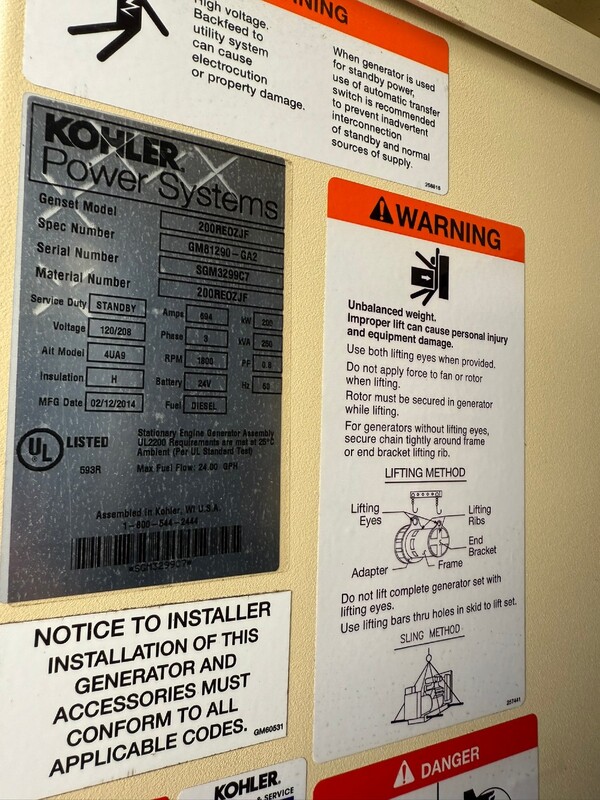 NING
High voltage.
Backfeed to
utility system
can cause
electrocution
or property damage.
When generator is used
for standby power,
use of automatic transfer
switch is recommended
to prevent inadvertent
interconnection
of standby and normal
sources of supply.
258818
KOHLER
Power Systems
Genset Model 200REOZJF
Spec Number GM81290-GA2
Serial Number SGM3299C7
Material Number 200REOZJF
Service Duty STANDBY Amps 694 kW 200
Voltage 120/208 Phase 3 kVA 250
Alt Model 4UA9 RPM 1800 PF 0.8
Insulation H Battery 24V Hz 60
MFG Date 02/12/2014 Fuel DIESEL
UL LISTED
593R
Stationary Engine Generator Assembly
UL2200 Requirements are met at 25°C
Ambient (Per UL Standard Test)
Max Fuel Flow: 24.00 GPH
Assembled in Kohler, WI U.S.A.
1-800-544-2444
*SGM3299C7*
WARNING
Unbalanced weight.
Improper lift can cause personal injury
and equipment damage.
Use both lifting eyes when provided.
Do not apply force to fan or rotor
when lifting.
Rotor must be secured in generator
while lifting.
For generators without lifting eyes,
secure chain tightly around frame
or end bracket lifting rib.
LIFTING METHOD
Lifting
Eyes
Lifting
Ribs
End
Bracket
Frame
Adapter
Do not lift complete generator set with
lifting eyes.
Use lifting bars thru holes in skid to lift set.
SLING METHOD
NOTICE TO INSTALLER
INSTALLATION OF THIS
GENERATOR AND
ACCESSORIES MUST
CONFORM TO ALL
APPLICABLE CODES.
GM60531
KOHLER
& SERVICE
DANGER